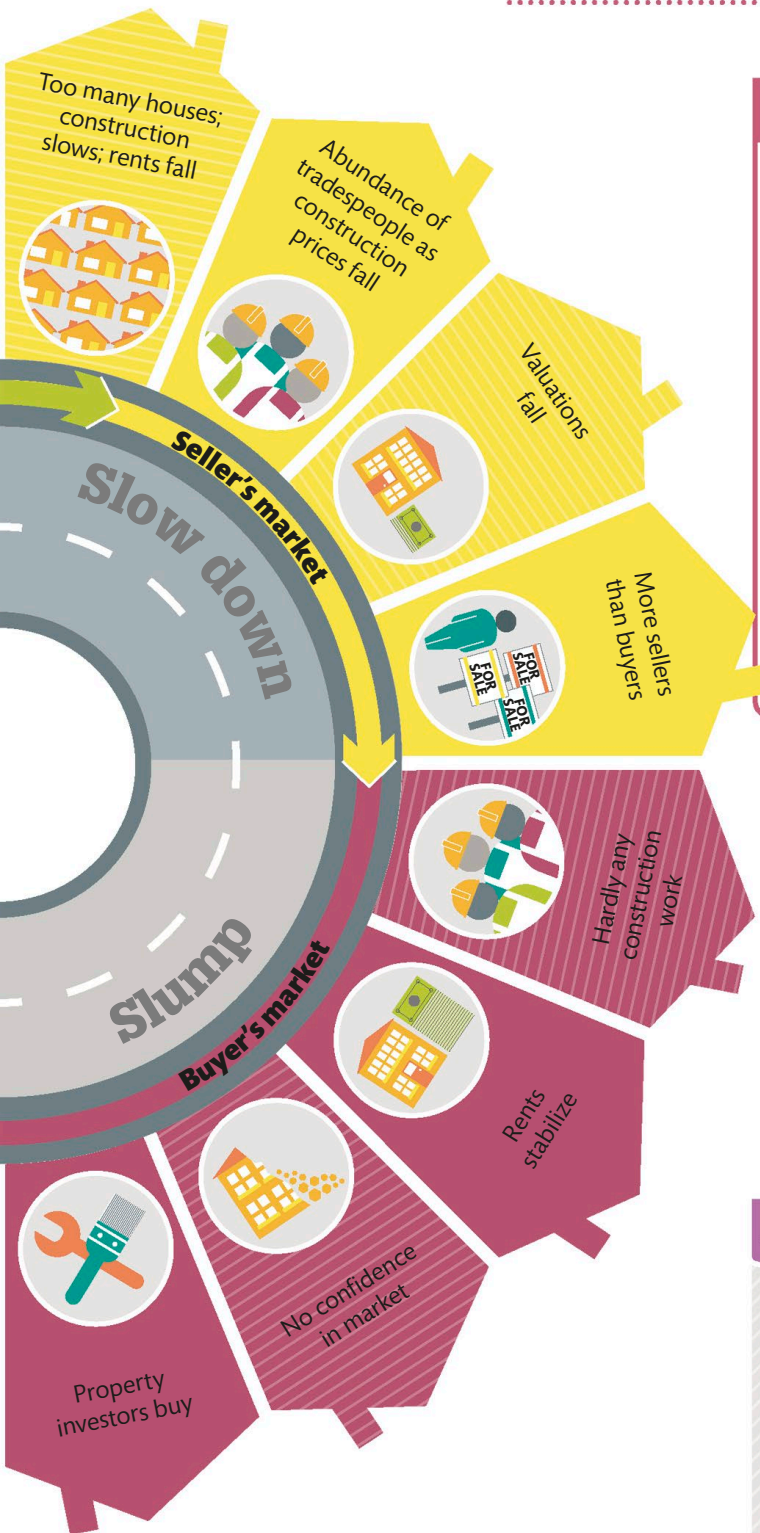 Too many houses;
construction
slows; rents fall
Abundance of
tradespeople as
construction
prices fall
Valuations
fall
More sellers
than buyers
FOR
SALE
FOR
SALE
FOR
SALE
Seller's market
Slow down
Hardly any
construction
work
Rents
stabilize
No confidence
in market
Property
investors buy
Buyer's market
Slump